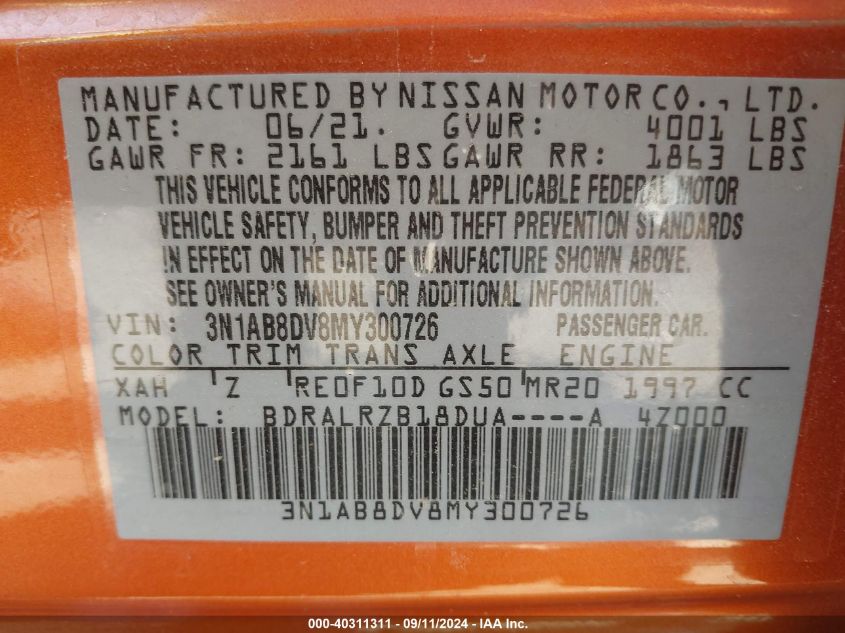 MANUFACTURED BY NISSAN MOTOR CO., LTD.
DATE: 06/21. GVWR: 4001 LBS
GAWR FR: 2161 LBS GAWR RR: 1863 LBS
THIS VEHICLE CONFORMS TO ALL APPLICABLE FEDERAL MOTOR
VEHICLE SAFETY, BUMPER AND THEFT PREVENTION STANDARDS
IN EFFECT ON THE DATE OF MANUFACTURE SHOWN ABOVE.
SEE OWNER'S MANUAL FOR ADDITIONAL INFORMATION.
VIN: 3N1AB8DV8MY300726 PASSENGER CAR.
COLOR TRIM TRANS AXLE ENGINE
XAH Z RE0F10D GS50 MR20 1997 CC
MODEL: BDRALRZB18DUA----A 4Z000
3N1AB8DV8MY300726
000-40311311 - 09/11/2024 - IAA Inc.